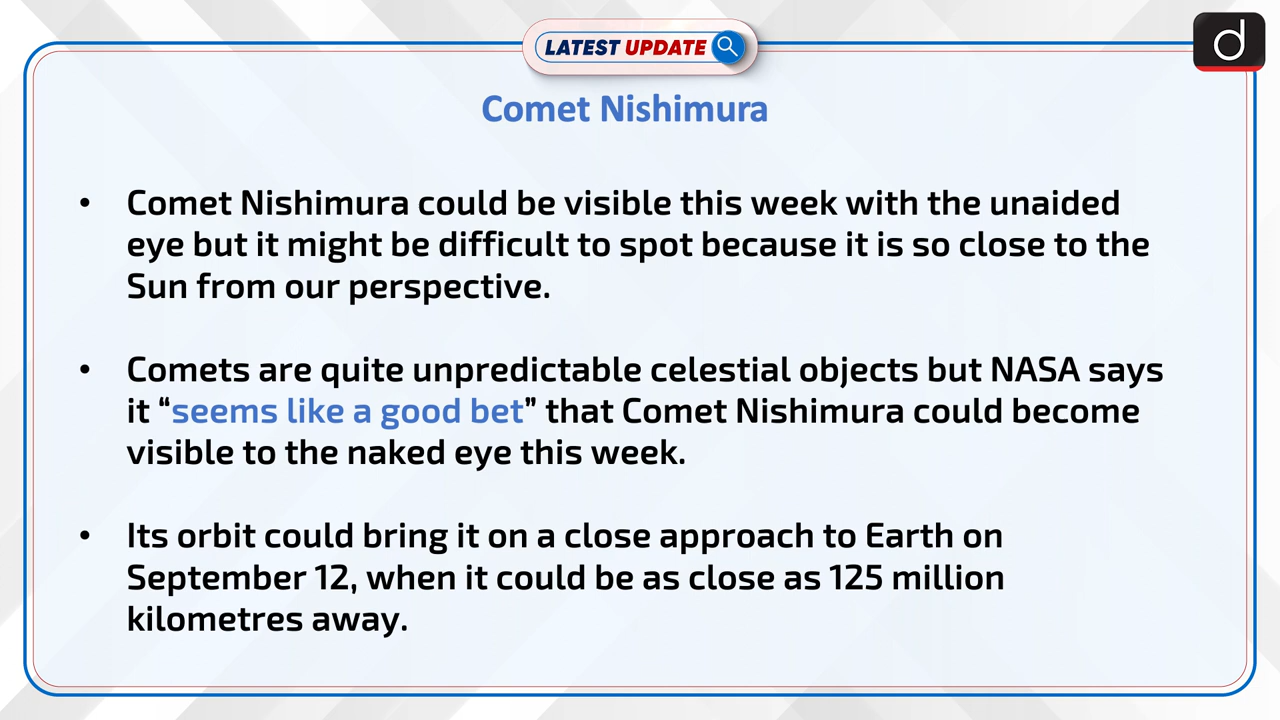 LATEST UPDATE
d
Comet Nishimura
• Comet Nishimura could be visible this week with the unaided
eye but it might be difficult to spot because it is so close to the
Sun from our perspective.
• Comets are quite unpredictable celestial objects but NASA says
it “seems like a good bet” that Comet Nishimura could become
visible to the naked eye this week.
• Its orbit could bring it on a close approach to Earth on
September 12, when it could be as close as 125 million
kilometres away.